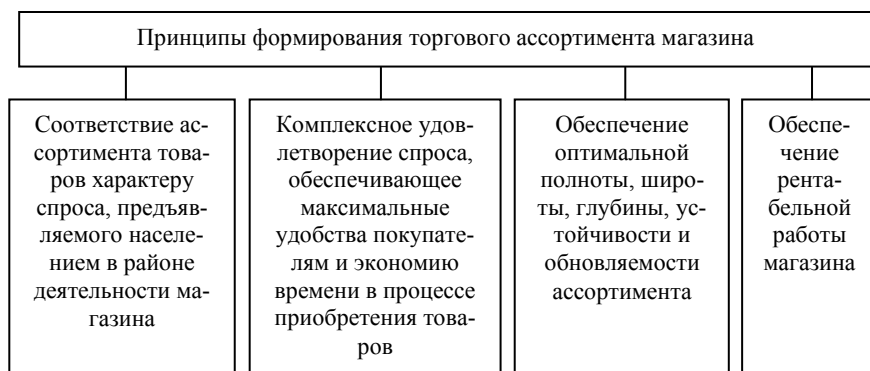 Принципы формирования торгового ассортимента магазина
Соответствие ас-
сортимента това-
ров характеру
спроса, предъяв-
ляемого населе-
нием в районе
деятельности ма-
газина
Комплексное удов-
летворение спроса,
обеспечивающее
максимальные
удобства покупате-
лям и экономию
времени в процессе
приобретения това-
ров
Обеспечение
оптимальной
полноты, широ-
ты, глубины, ус-
тойчивости и
обновляемости
ассортимента
Обеспе-
чение
рента-
бельной
работы
магазина